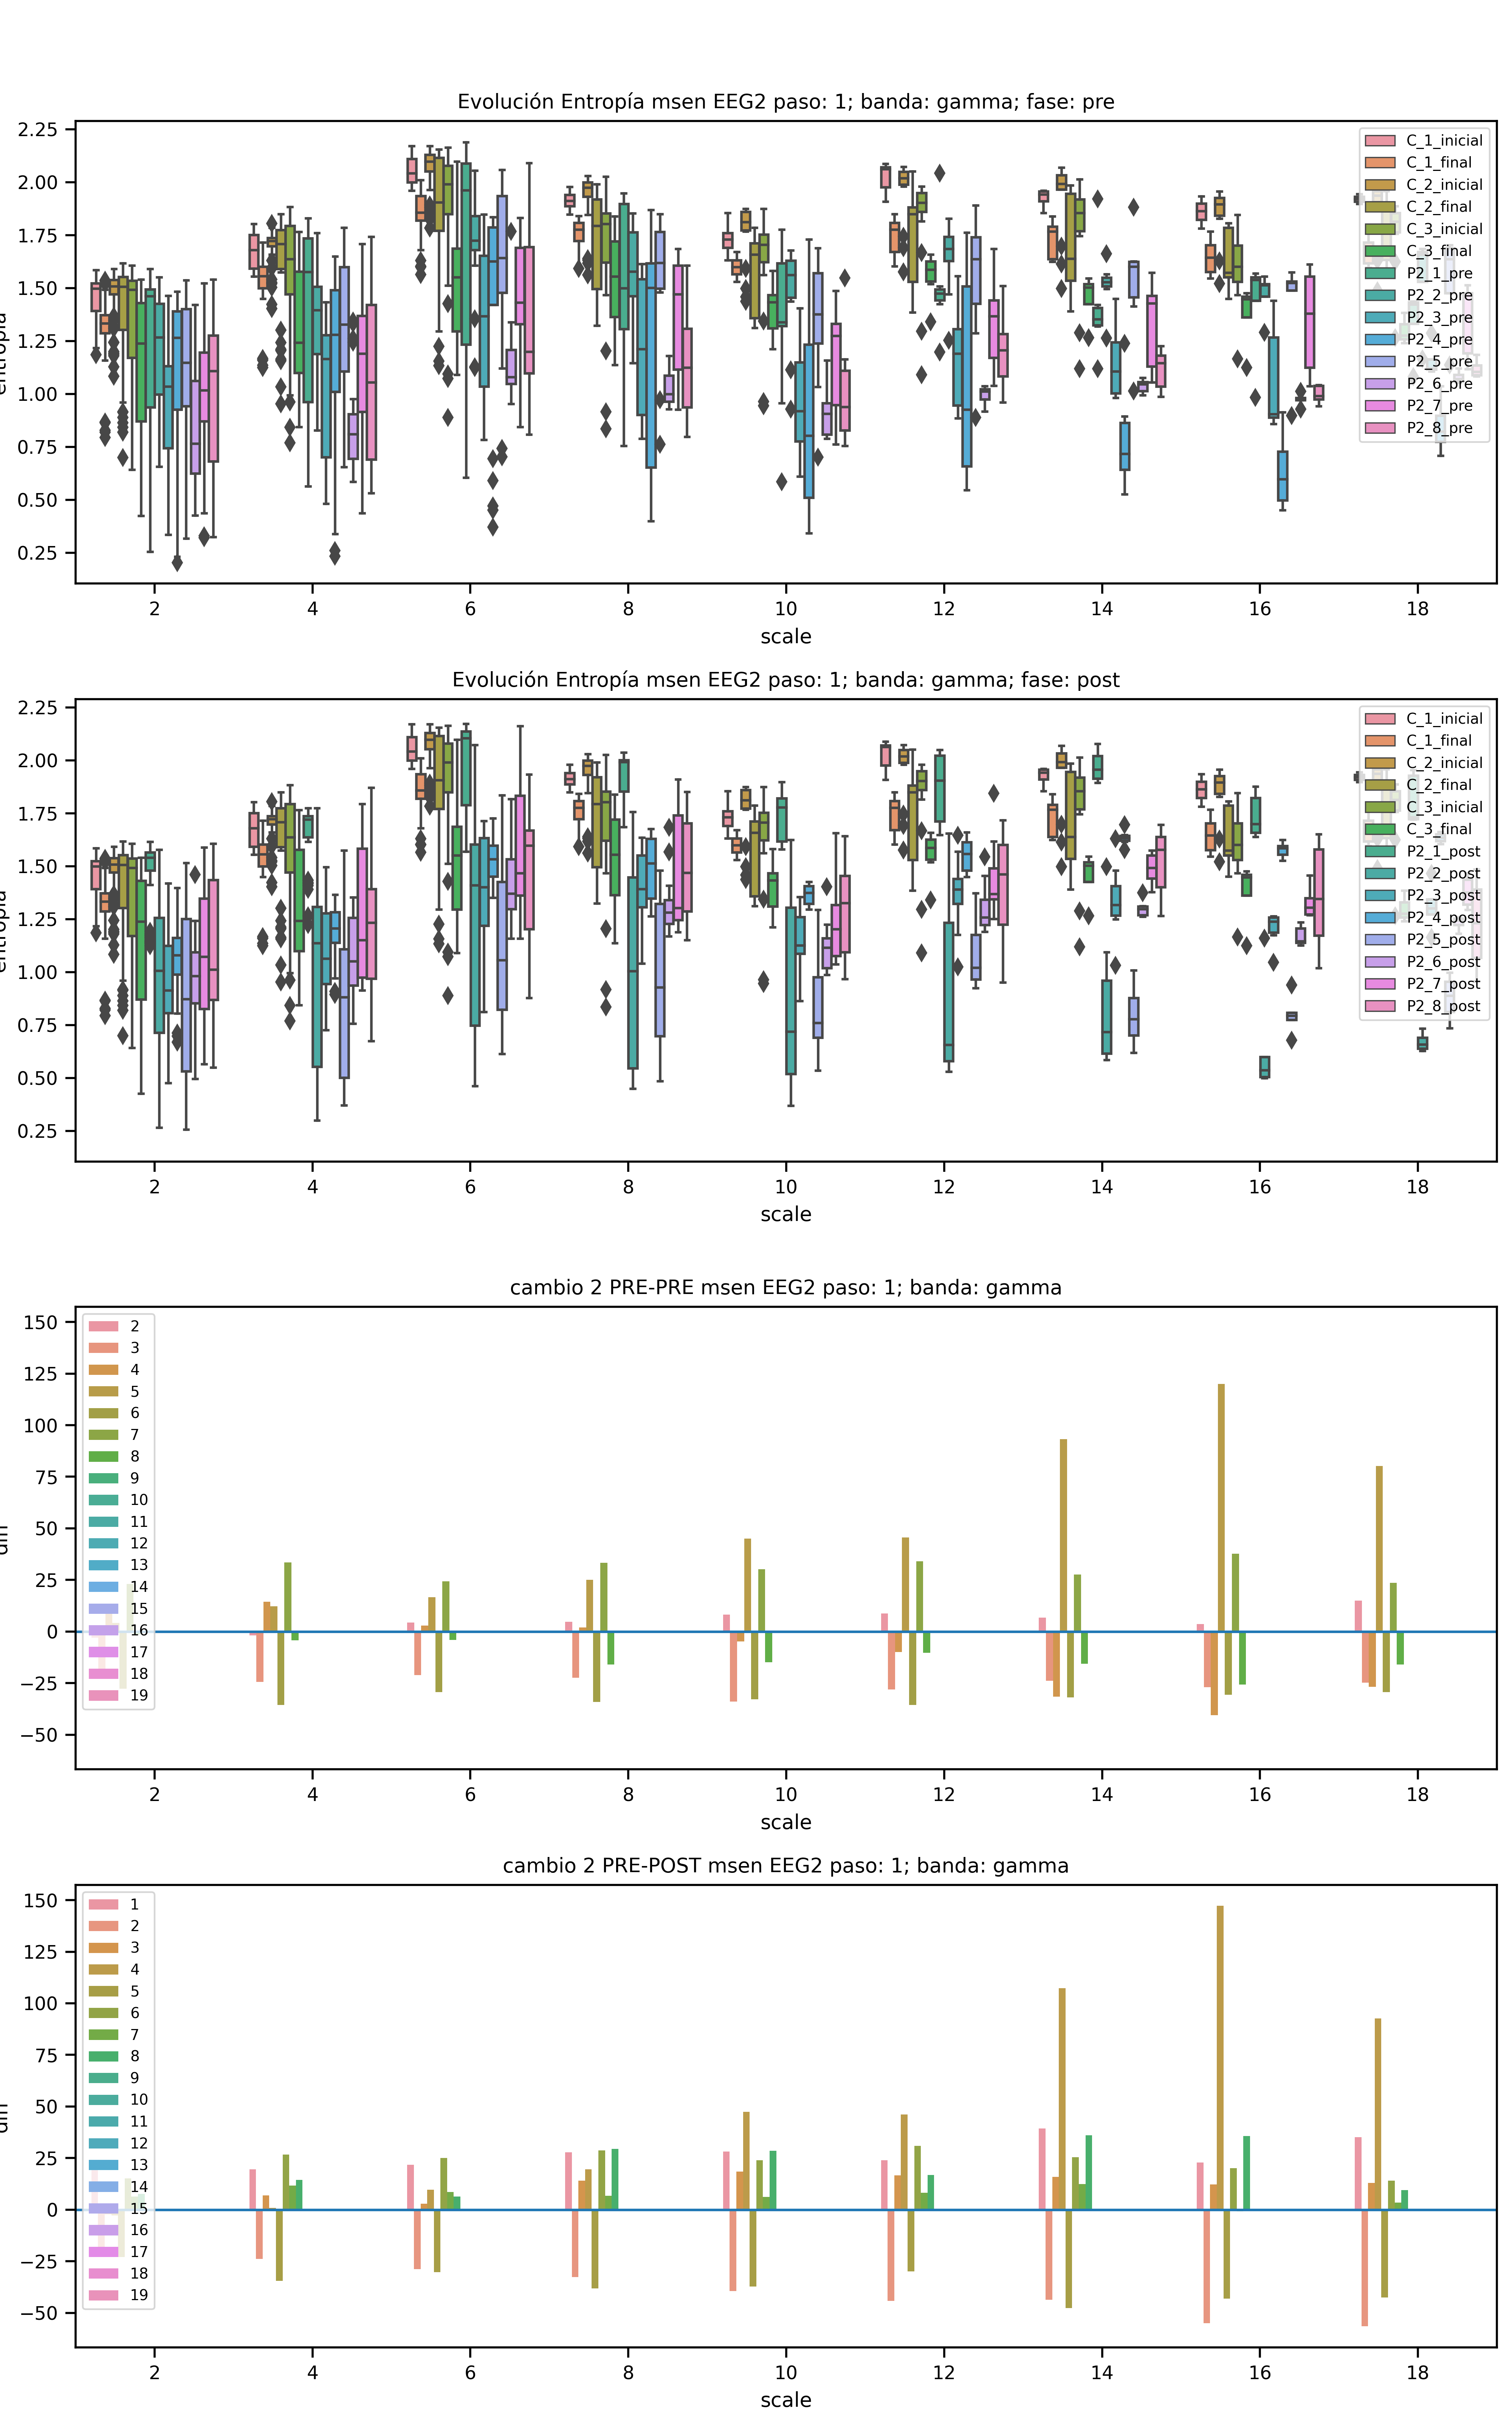 Evolución Entropía msen EEG2 paso: 1; banda: gamma; fase: pre
2.25
2.00
1.75
1.50
1.25
1.00
0.75
0.50
0.25
entropia
C_1_inicial
C_1_final
C_2_inicial
C_2_final
C_3_inicial
C_3_final
P2_1_pre
P2_2_pre
P2_3_pre
P2_4_pre
P2_5_pre
P2_6_pre
P2_7_pre
P2_8_pre
2 4 6 8 10 12 14 16 18
scale
Evolución Entropía msen EEG2 paso: 1; banda: gamma; fase: post
2.25
2.00
1.75
1.50
1.25
1.00
0.75
0.50
0.25
entropia
C_1_inicial
C_1_final
C_2_inicial
C_2_final
C_3_inicial
C_3_final
P2_1_post
P2_2_post
P2_3_post
P2_4_post
P2_5_post
P2_6_post
P2_7_post
P2_8_post
2 4 6 8 10 12 14 16 18
scale
cambio 2 PRE-PRE msen EEG2 paso: 1; banda: gamma
150
125
100
75
50
25
0
−25
−50
2
3
4
5
6
7
8
9
10
11
12
13
14
15
16
17
18
19
2 4 6 8 10 12 14 16 18
scale
cambio 2 PRE-POST msen EEG2 paso: 1; banda: gamma
150
125
100
75
50
25
0
−25
−50
1
2
3
4
5
6
7
8
9
10
11
12
13
14
15
16
17
18
19
2 4 6 8 10 12 14 16 18
scale